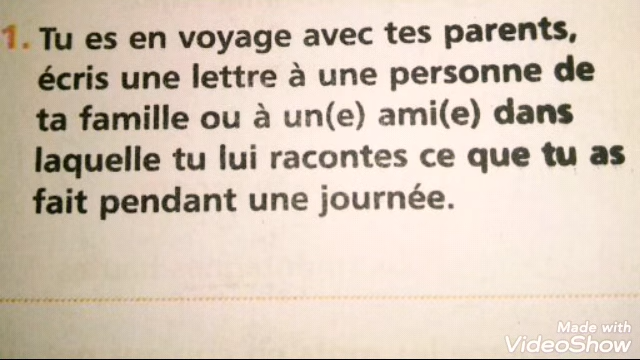 1. Tu es en voyage avec tes parents,
écris une lettre à une personne de
ta famille ou à un(e) ami(e) dans
laquelle tu lui racontes ce que tu as
fait pendant une journée.
Made with
VideoShow